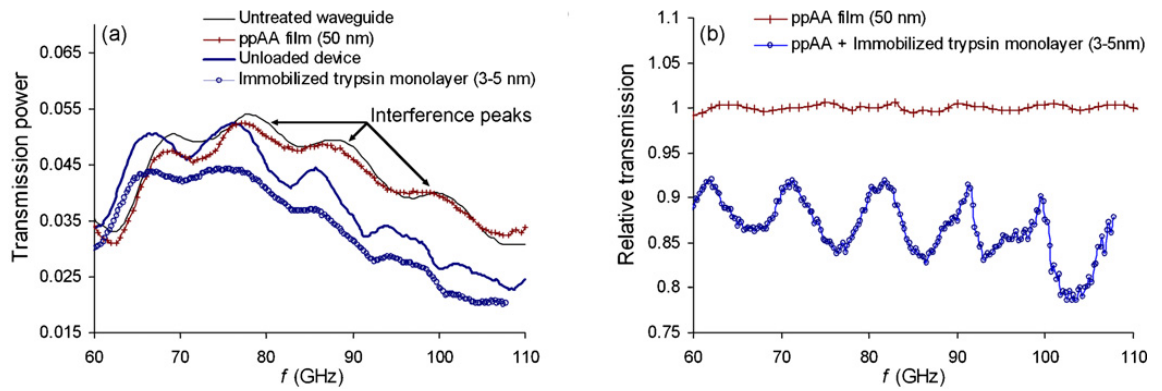 (a)
Untreated waveguide
ppAA film (50 nm)
Unloaded device
Immobilized trypsin monolayer (3-5 nm)
Interference peaks
Transmission power
0.065
0.055
0.045
0.035
0.025
0.015
60 70 80 90 100 110
f (GHz)
(b)
ppAA film (50 nm)
ppAA + Immobilized trypsin monolayer (3-5nm)
Relative transmission
1.1
1.05
1
0.95
0.9
0.85
0.8
0.75
60 70 80 90 100 110
f (GHz)